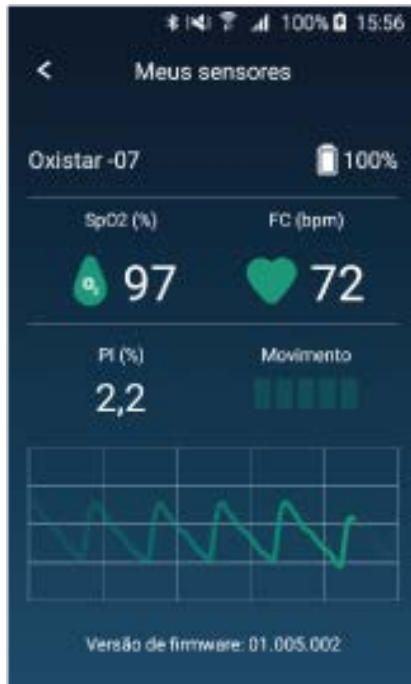 100% 15:56
Meus sensores
Oxistar -07 100%
SpO2 (%) FC (bpm)
O₂ 97 72
PI (%) Movimento
2,2
Versão de firmware: 01.005.002